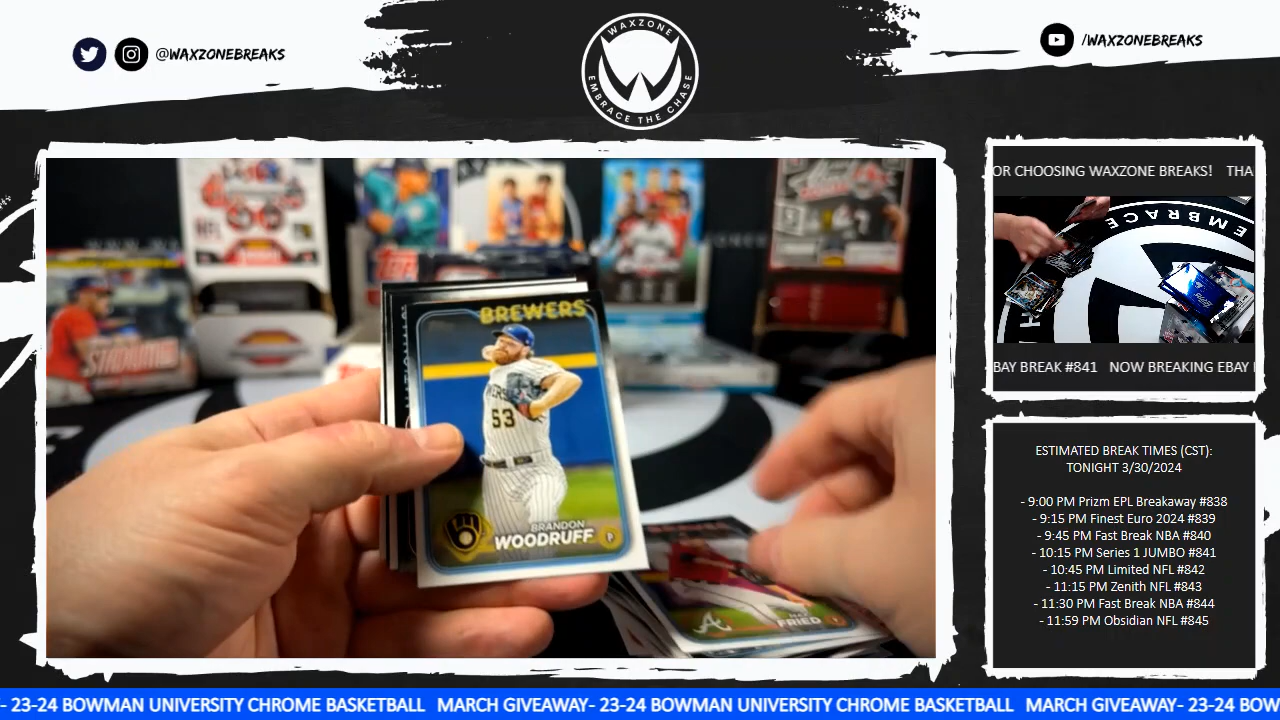 @WAXZONEBREAKS
WAXZONE
EMBRACE THE CHASE
/WAXZONEBREAKS
OR CHOOSING WAXZONE BREAKS! THA
EMBRACE
BAY BREAK #841 NOW BREAKING EBAY
NFL
STADIUM
BREWERS
53
BRANDON
WOODRUFF
P
FRIED
ESTIMATED BREAK TIMES (CST):
TONIGHT 3/30/2024
- 9:00 PM Prizm EPL Breakaway #838
- 9:15 PM Finest Euro 2024 #839
- 9:45 PM Fast Break NBA #840
- 10:15 PM Series 1 JUMBO #841
- 10:45 PM Limited NFL #842
- 11:15 PM Zenith NFL #843
- 11:30 PM Fast Break NBA #844
- 11:59 PM Obsidian NFL #845
- 23-24 BOWMAN UNIVERSITY CHROME BASKETBALL MARCH GIVEAWAY- 23-24 BOWMAN UNIVERSITY CHROME BASKETBALL MARCH GIVEAWAY- 23-24 BOW